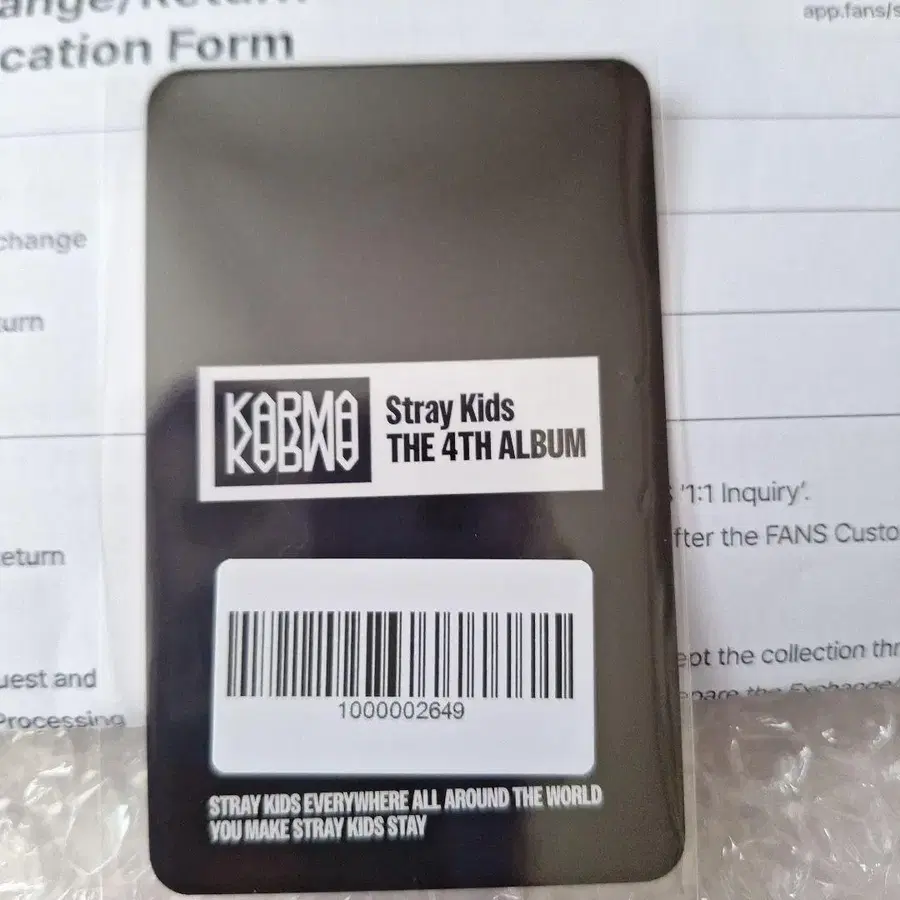 cation Form
app.fans/s
change
urn
KARMA
Stray Kids
THE 4TH ALBUM
'1:1 Inquiry'.
fter the FANS Custo
eturn
ept the collection thr
uest and
Processing
1000002649
STRAY KIDS EVERYWHERE ALL AROUND THE WORLD
YOU MAKE STRAY KIDS STAY